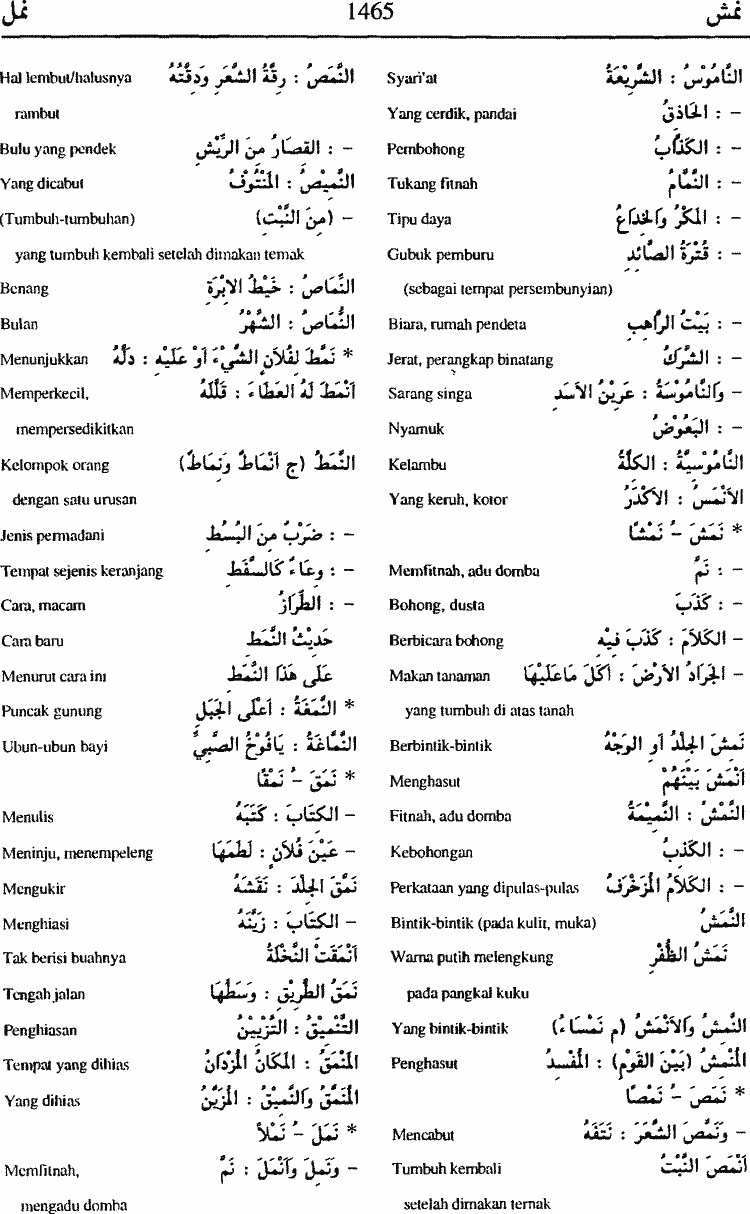 نمش 1465 نمل
النَّامُوْسُ : الشَّرِيْعَةُ Syari'at
- : الحَاذِقُ Yang cerdik, pandai
- : الكَذَّابُ Pembohong
- : النَّمَّامُ Tukang fitnah
- : المَكْرُ وَالخِدَاعُ Tipu daya
- : قُتْرَةُ الصَّائِدِ Gubuk pemburu
(sebagai tempat persembunyian)
- : بَيْتُ الرَّاهِبِ Biara, rumah pendeta
- : الشَّرَكُ Jerat, perangkap binatang
- وَالنَّامُوْسَةُ : عَرِيْنُ الاَسَدِ Sarang singa
- : البَعُوْضُ Nyamuk
النَّامُوْسِيَّةُ : الكِلَّةُ Kelambu
الاَنْمَسُ : الاَكْدَرُ Yang keruh, kotor
* نَمَشَ - ُ نَمْشًا
- : نَمَّ Memfitnah, adu domba
- : كَذَبَ Bohong, dusta
- الكَلاَمَ : كَذَبَ فِيْهِ Berbicara bohong
- الجَرَادُ الاَرْضَ : اَكَلَ مَاعَلَيْهَا Makan tanaman
yang tumbuh di atas tanah
نَمِشَ الجِلْدُ اَوِ الوَجْهُ Berbintik-bintik
اَنْمَشَ بَيْنَهُمْ Menghasut
النَّمْشُ : النَّمِيْمَةُ Fitnah, adu domba
- : الكَذِبُ Kebohongan
- : الكَلاَمُ المُزَخْرَفُ Perkataan yang dipulas-pulas
النَّمَشُ Bintik-bintik (pada kulit, muka)
نَمَشُ الظُّفْرِ Warna putih melengkung
pada pangkal kuku
النَّمِشُ وَالاَنْمَشُ (م نَمْشَاءُ) Yang bintik-bintik
المُنْمِشُ (بَيْنَ القَوْمِ) : المُفْسِدُ Penghasut
* نَمَصَ - ُ نَمْصًا
- وَنَمَّصَ الشَّعَرَ : نَتَفَهُ Mencabut
اَنْمَصَ النَّبْتُ Tumbuh kembali
setelah dimakan ternak
النَّمَصُ : رِقَّةُ الشَّعَرِ وَدِقَّتُهُ Hal lembut/halusnya
rambut
- : القِصَارُ مِنَ الرِّيْشِ Bulu yang pendek
النَّمِيْصُ : المَنْتُوْفُ Yang dicabut
- (مِنَ النَّبْتِ) (Tumbuh-tumbuhan)
yang tumbuh kembali setelah dimakan ternak
النِّمَاصُ : خَيْطُ الاِبْرَةِ Benang
النُّمَاصُ : الشَّهْرُ Bulan
* نَمَطَ لِفُلاَنٍ الشَّيْءَ اَوْ عَلَيْهِ : دَلَّهُ Menunjukkan
اَنْمَطَ لَهُ العَطَاءَ : قَلَّلَهُ Memperkecil,
mempersedikitkan
النَّمَطُ (ج اَنْمَاطٌ وَنِمَاطٌ) Kelompok orang
dengan satu urusan
- : ضَرْبٌ مِنَ البُسُطِ Jenis permadani
- : وِعَاءٌ كَالسَّفَطِ Tempat sejenis keranjang
- : الطِّرَازُ Cara, macam
حَدِيْثُ النَّمَطِ Cara baru
عَلَى هَذَا النَّمَطِ Menurut cara ini
* النَّمَغَةُ : اَعْلَى الجَبَلِ Puncak gunung
النَّمَّاغَةُ : يَافُوْخُ الصَّبِيِّ Ubun-ubun bayi
* نَمَقَ - ُ نَمْقًا
- الكِتَابَ : كَتَبَهُ Menulis
- عَيْنَ فُلاَنٍ : لَطَمَهَا Meninju, menempeleng
نَمَّقَ الجِلْدَ : نَقَشَهُ Mengukir
- الكِتَابَ : زَيَّنَهُ Menghiasi
اَنْمَقَتْ النَّخْلَةُ Tak berisi buahnya
نَمَقُ الطَّرِيْقِ : وَسَطُهَا Tengah jalan
التَّنْمِيْقُ : التَّزْيِيْنُ Penghiasan
المُنْمَقُ : المَكَانُ المُزْدَانُ Tempat yang dihias
المُنَمَّقُ وَالنَّمِيْقُ : المُزَيَّنُ Yang dihias
* نَمَلَ - ُ نَمْلاً
- وَنَمِلَ وَاَنْمَلَ : نَمَّ Memfitnah,
mengadu domba